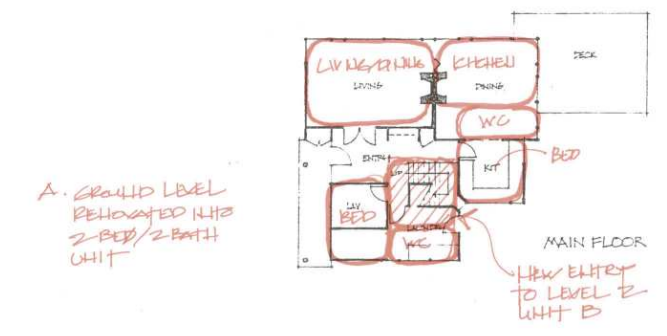 LIVING/DINING
KITCHEN
DECK
LIVING
DINING
WC
ENTRY
UP
KIT
BED
A. GROUND LEVEL
RENOVATED INTO
2 BED/2 BATH
UNIT
LAV
BED
LAUNDRY
WC
MAIN FLOOR
NEW ENTRY
TO LEVEL 2
UNIT B